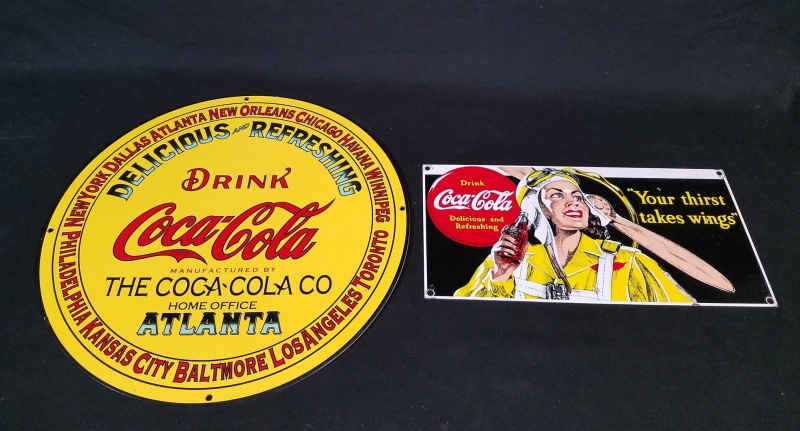 NEW YORK DALLAS ATLANTA NEW ORLEANS CHICAGO HAVANA WINNIPEG
DELICIOUS AND REFRESHING
DRINK
Coca-Cola
MANUFACTURED BY
THE COCA-COLA CO
HOME OFFICE
ATLANTA
PHILADELPHIA KANSAS CITY BALTIMORE LOS ANGELES TORONTO
Drink
Coca-Cola
Delicious and
Refreshing
"Your thirst
takes wings"